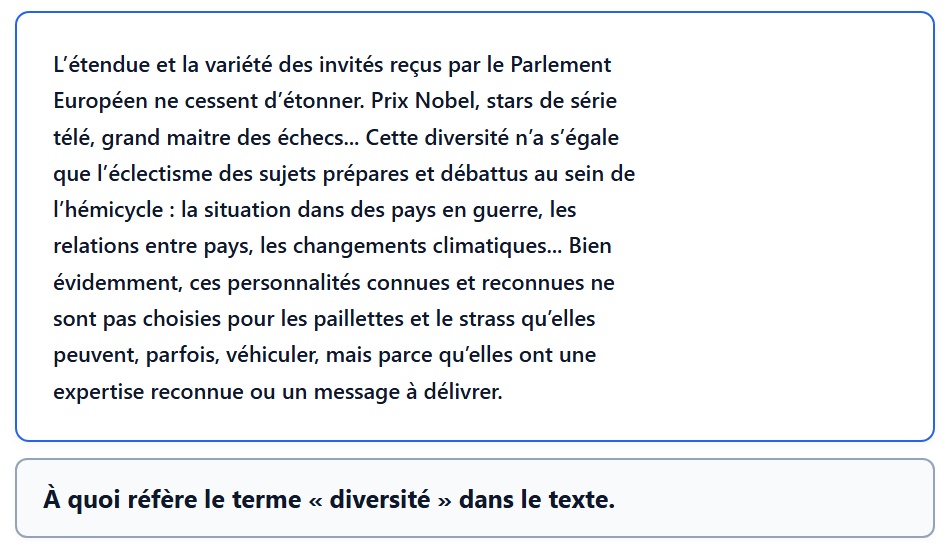 L’étendue et la variété des invités reçus par le Parlement
Européen ne cessent d’étonner. Prix Nobel, stars de série
télé, grand maitre des échecs... Cette diversité n’a s’égale
que l’éclectisme des sujets prépares et débattus au sein de
l’hémicycle : la situation dans des pays en guerre, les
relations entre pays, les changements climatiques... Bien
évidemment, ces personnalités connues et reconnues ne
sont pas choisies pour les paillettes et le strass qu’elles
peuvent, parfois, véhiculer, mais parce qu’elles ont une
expertise reconnue ou un message à délivrer.
À quoi réfère le terme « diversité » dans le texte.